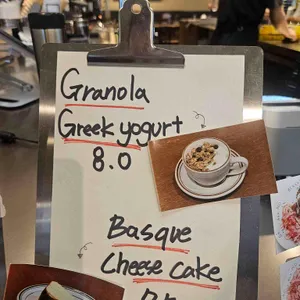 Granola
Greek yogurt
8.0
Basque
Cheese cake